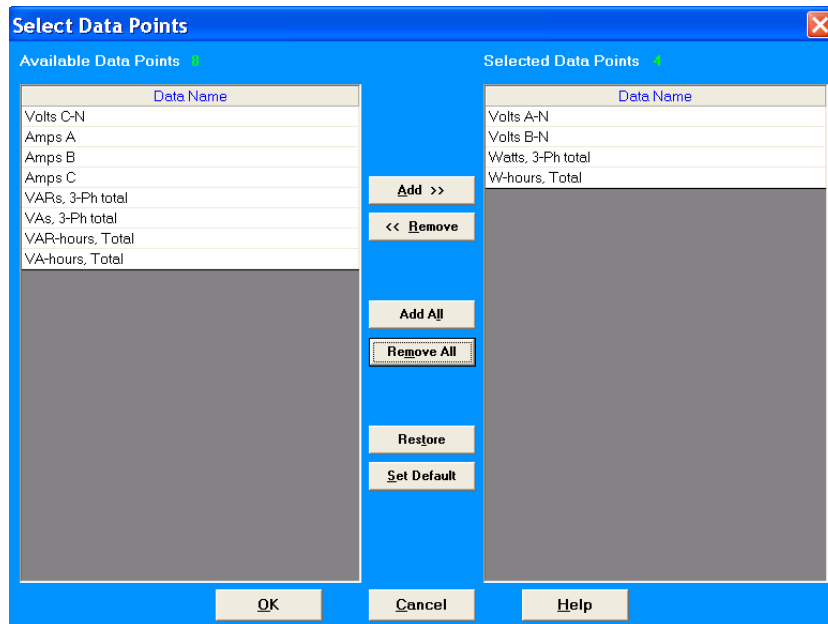 Select Data Points
Available Data Points 8
Data Name
Volts C-N
Amps A
Amps B
Amps C
VARs, 3-Ph total
VAs, 3-Ph total
VAR-hours, Total
VA-hours, Total
Add >>
<< Remove
Add All
Remove All
Restore
Set Default
Selected Data Points 4
Data Name
Volts A-N
Volts B-N
Watts, 3-Ph total
W-hours, Total
OK
Cancel
Help